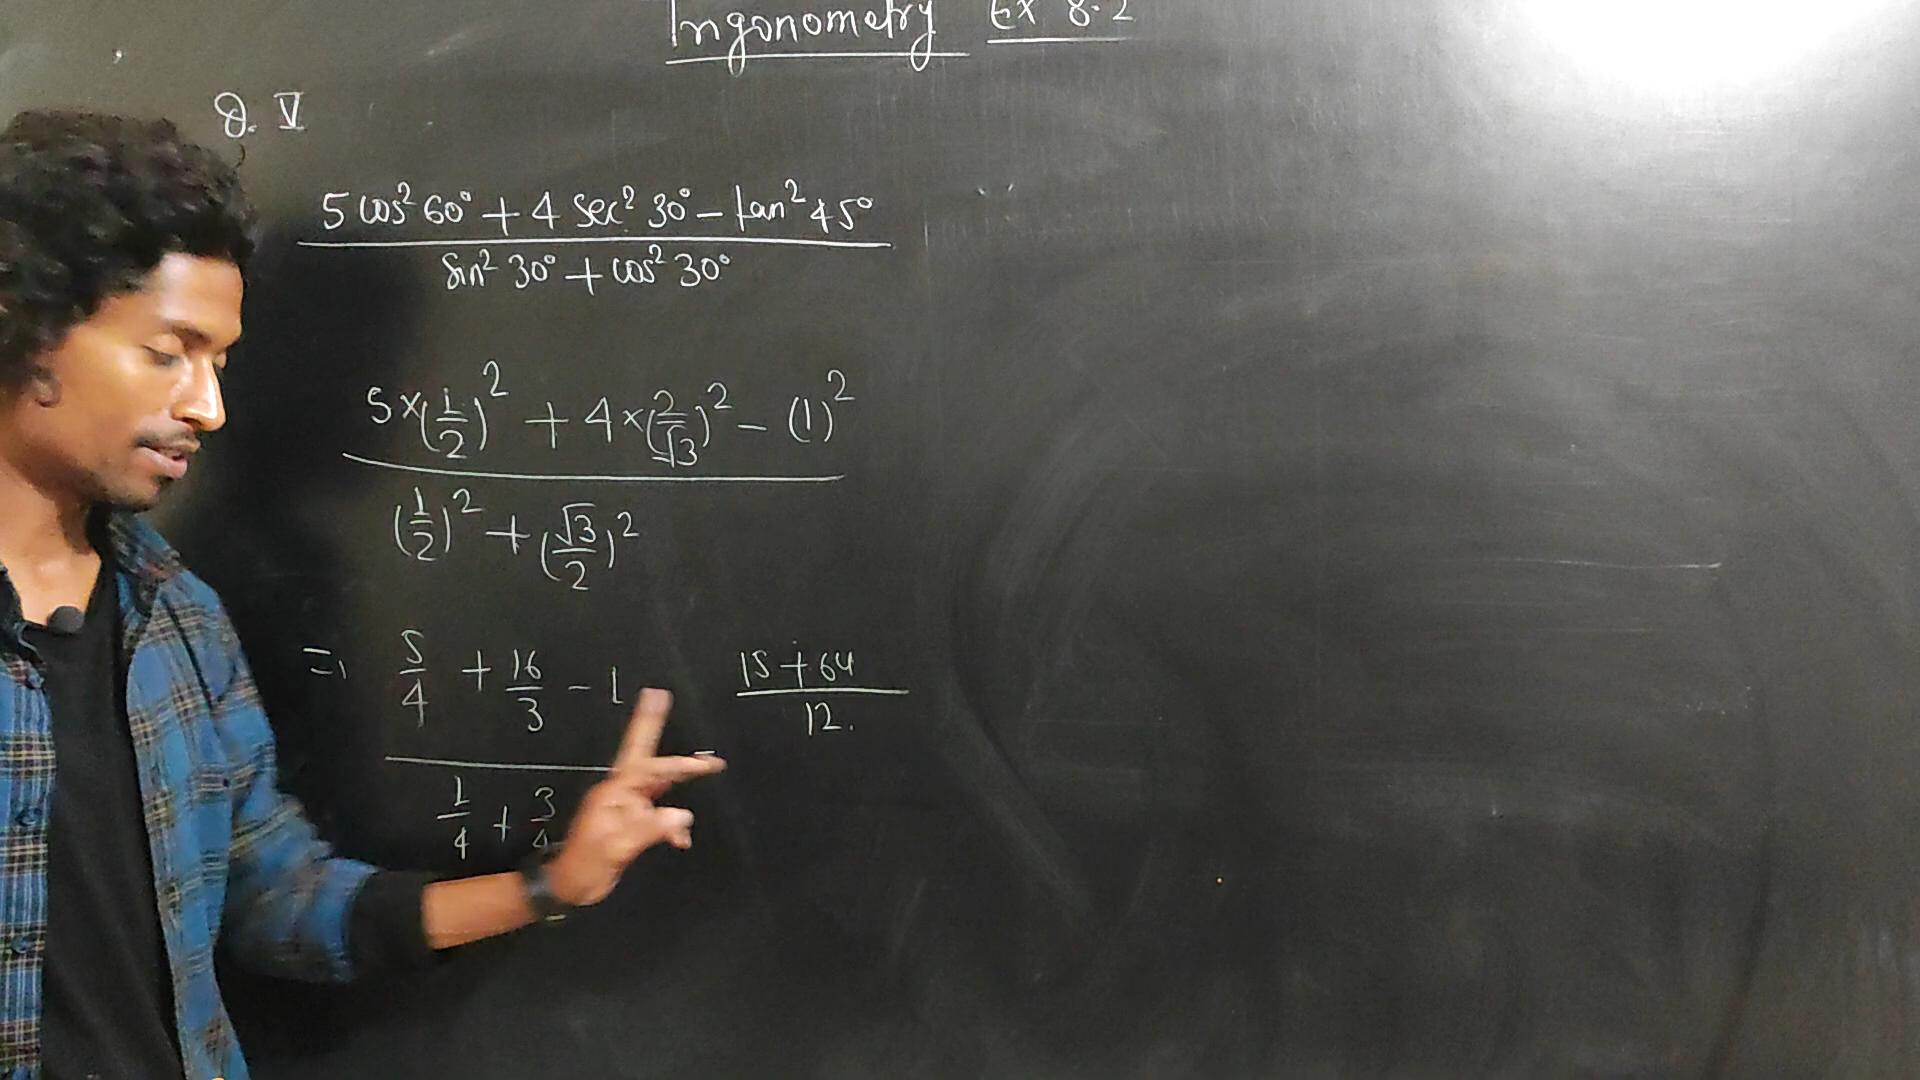 Trigonometry Ex 8.2
Q. V
5 cos² 60° + 4 sec² 30° – tan² 45°
sin² 30° + cos² 30°
5 × (1/2)² + 4 × (2/√3)² – (1)²
(1/2)² + (√3/2)²
=, 5/4 + 16/3 – 1
1/4 + 3/4
15 + 64
12.